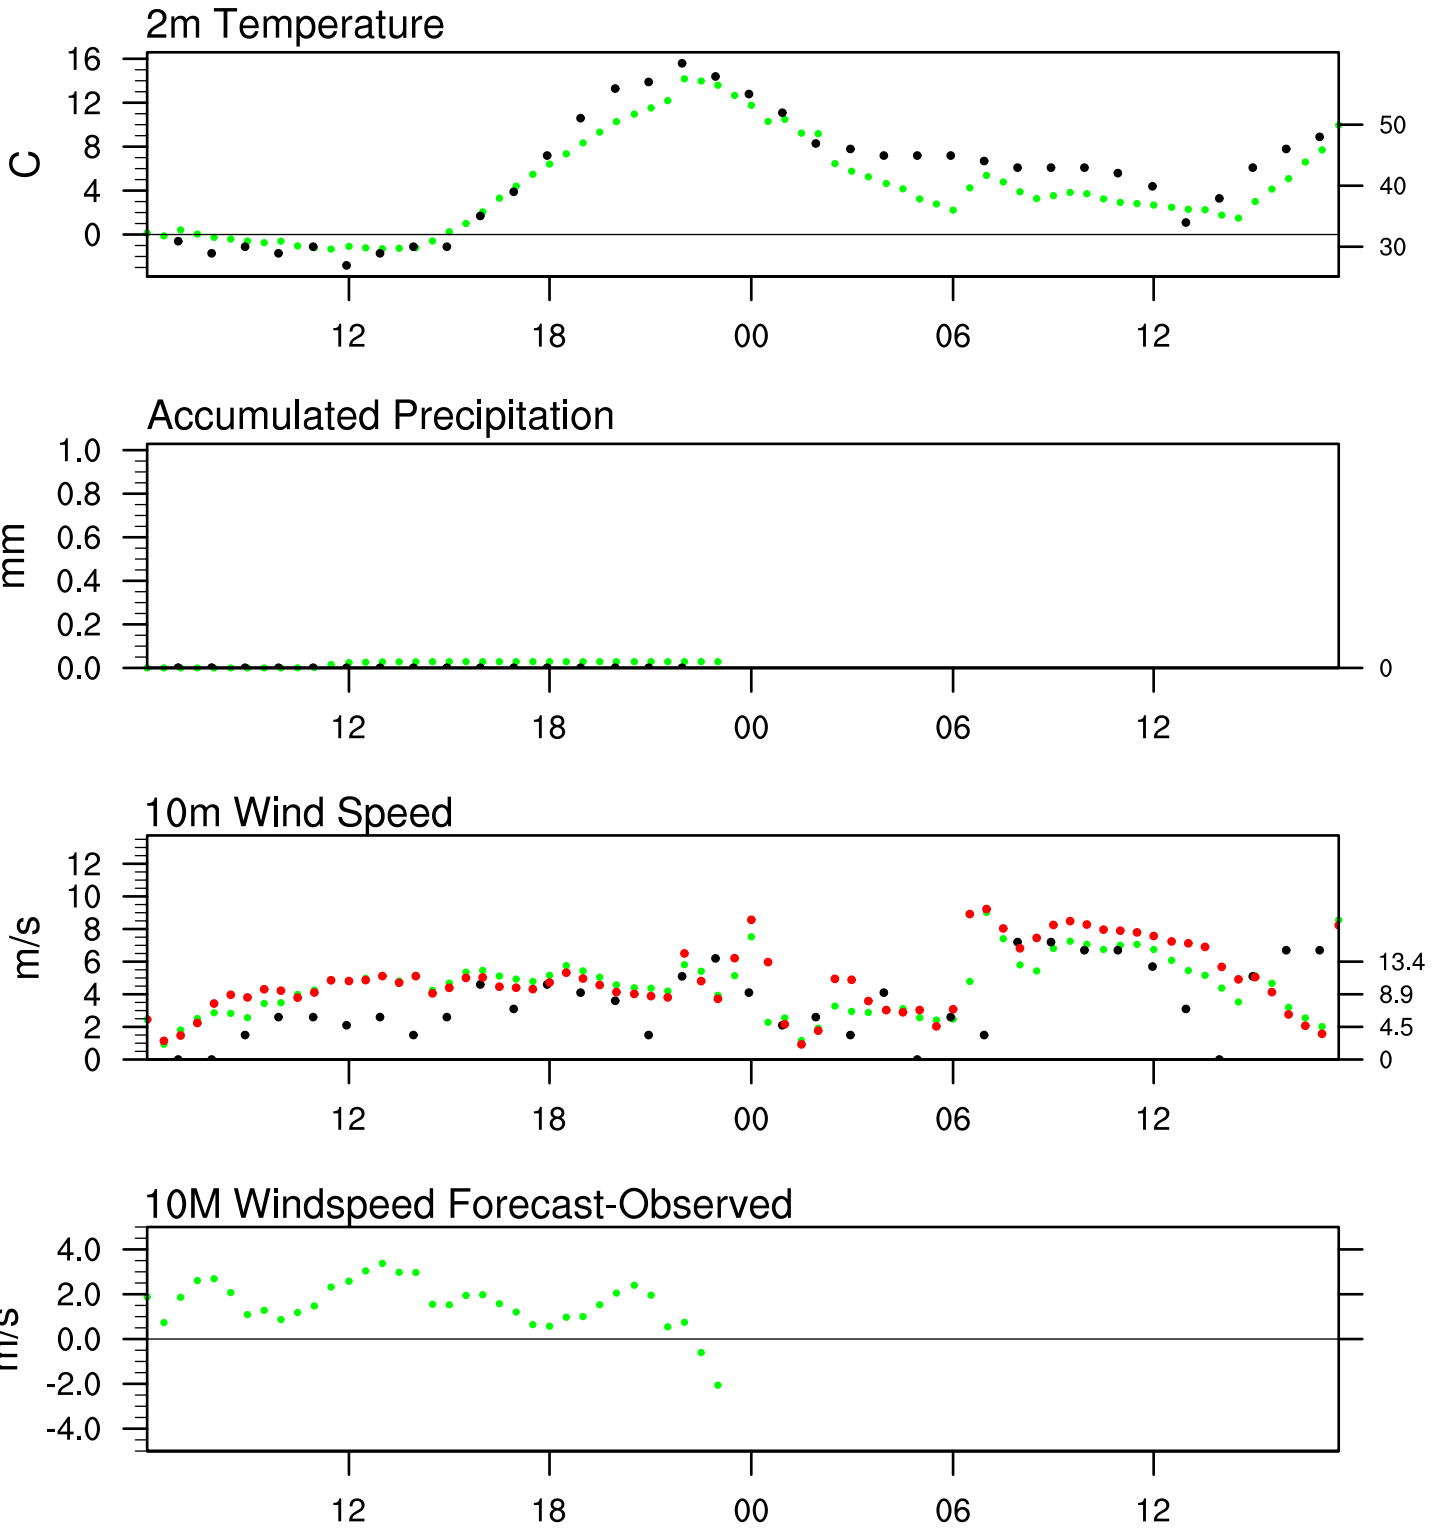 2m Temperature
16
12
8
4
0
C
50
40
30
12 18 00 06 12
Accumulated Precipitation
1.0
0.8
0.6
0.4
0.2
0.0
mm
0
12 18 00 06 12
10m Wind Speed
12
10
8
6
4
2
0
m/s
13.4
8.9
4.5
0
12 18 00 06 12
10M Windspeed Forecast-Observed
4.0
2.0
0.0
-2.0
-4.0
m/s
12 18 00 06 12